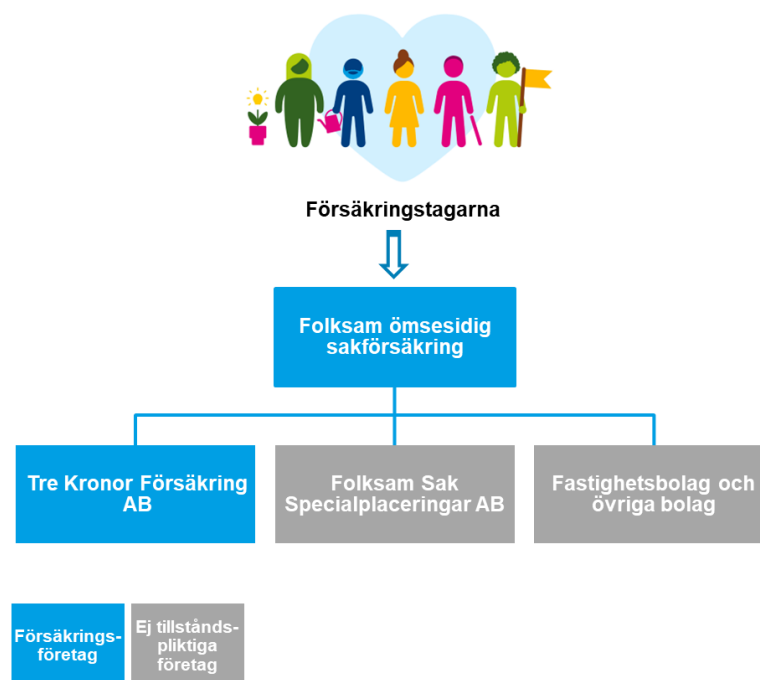 Försäkringstagarna
Folksam ömsesidig
sakförsäkring
Tre Kronor Försäkring
AB
Folksam Sak
Specialplaceringar AB
Fastighetsbolag och
övriga bolag
Försäkrings-
företag
Ej tillstånds-
pliktiga
företag